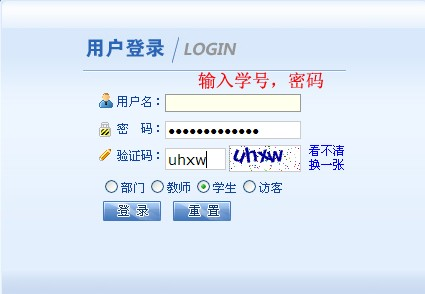 用户登录 LOGIN
输入学号，密码
用户名：
密 码：●●●●●●●●●●●●●
验证码：uhxw uhxw 看不清
换一张
部门 教师 学生 访客
登 录 重 置